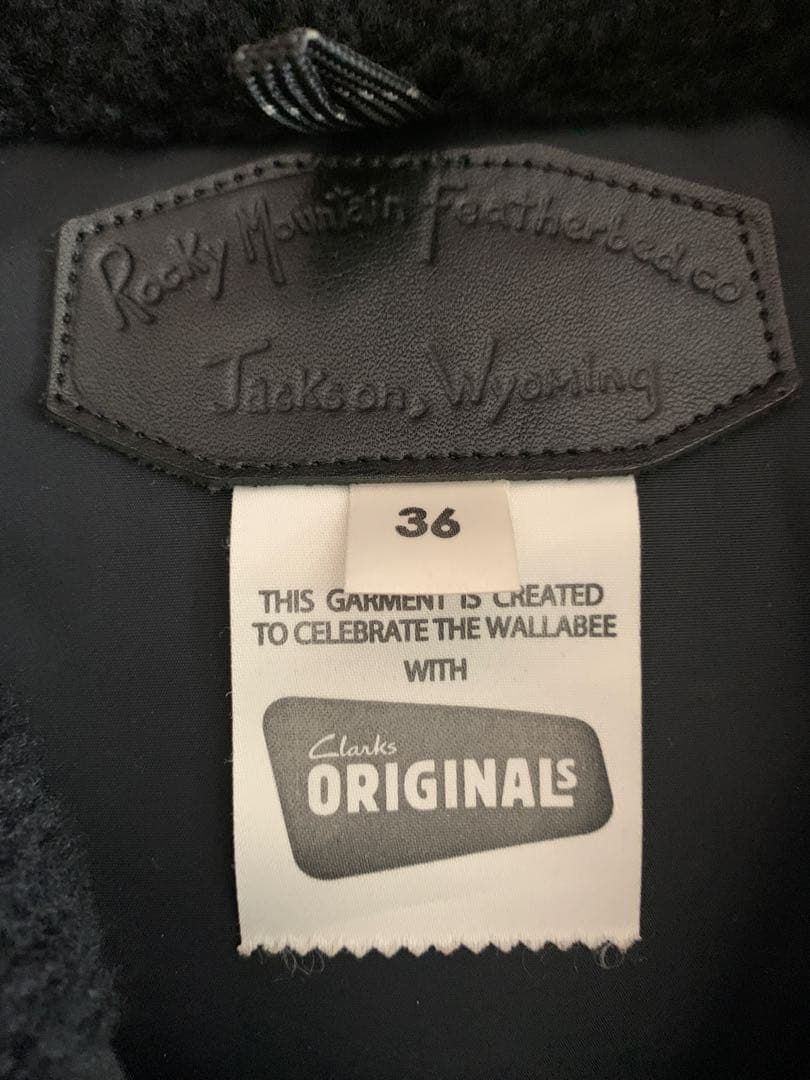 Rocky Mountain Featherbed co
Jackson, Wyoming
36
THIS GARMENT IS CREATED
TO CELEBRATE THE WALLABEE
WITH
Clarks
ORIGINALS